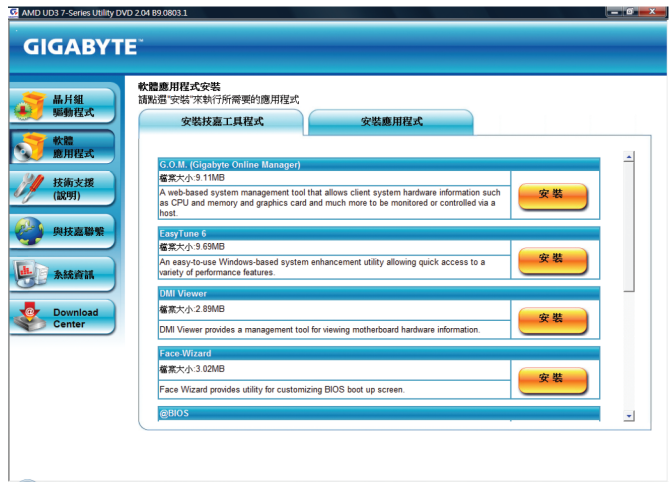 AMD UD3 7-Series Utility DVD 2.04 B9.0803.1
GIGABYTE™
晶片組
驅動程式
軟體
應用程式
技術支援
(說明)
與技嘉聯繫
系統資訊
Download
Center
軟體應用程式安裝
請點選"安裝"來執行所需要的應用程式
安裝技嘉工具程式
安裝應用程式
G.O.M. (Gigabyte Online Manager)
檔案大小:9.11MB
A web-based system management tool that allows client system hardware information such
as CPU and memory and graphics card and much more to be monitored or controlled via a
host.
安裝
EasyTune 6
檔案大小:9.69MB
An easy-to-use Windows-based system enhancement utility allowing quick access to a
variety of performance features.
安裝
DMI Viewer
檔案大小:2.89MB
DMI Viewer provides a management tool for viewing motherboard hardware information.
安裝
Face-Wizard
檔案大小:3.02MB
Face Wizard provides utility for customizing BIOS boot up screen.
安裝
@BIOS